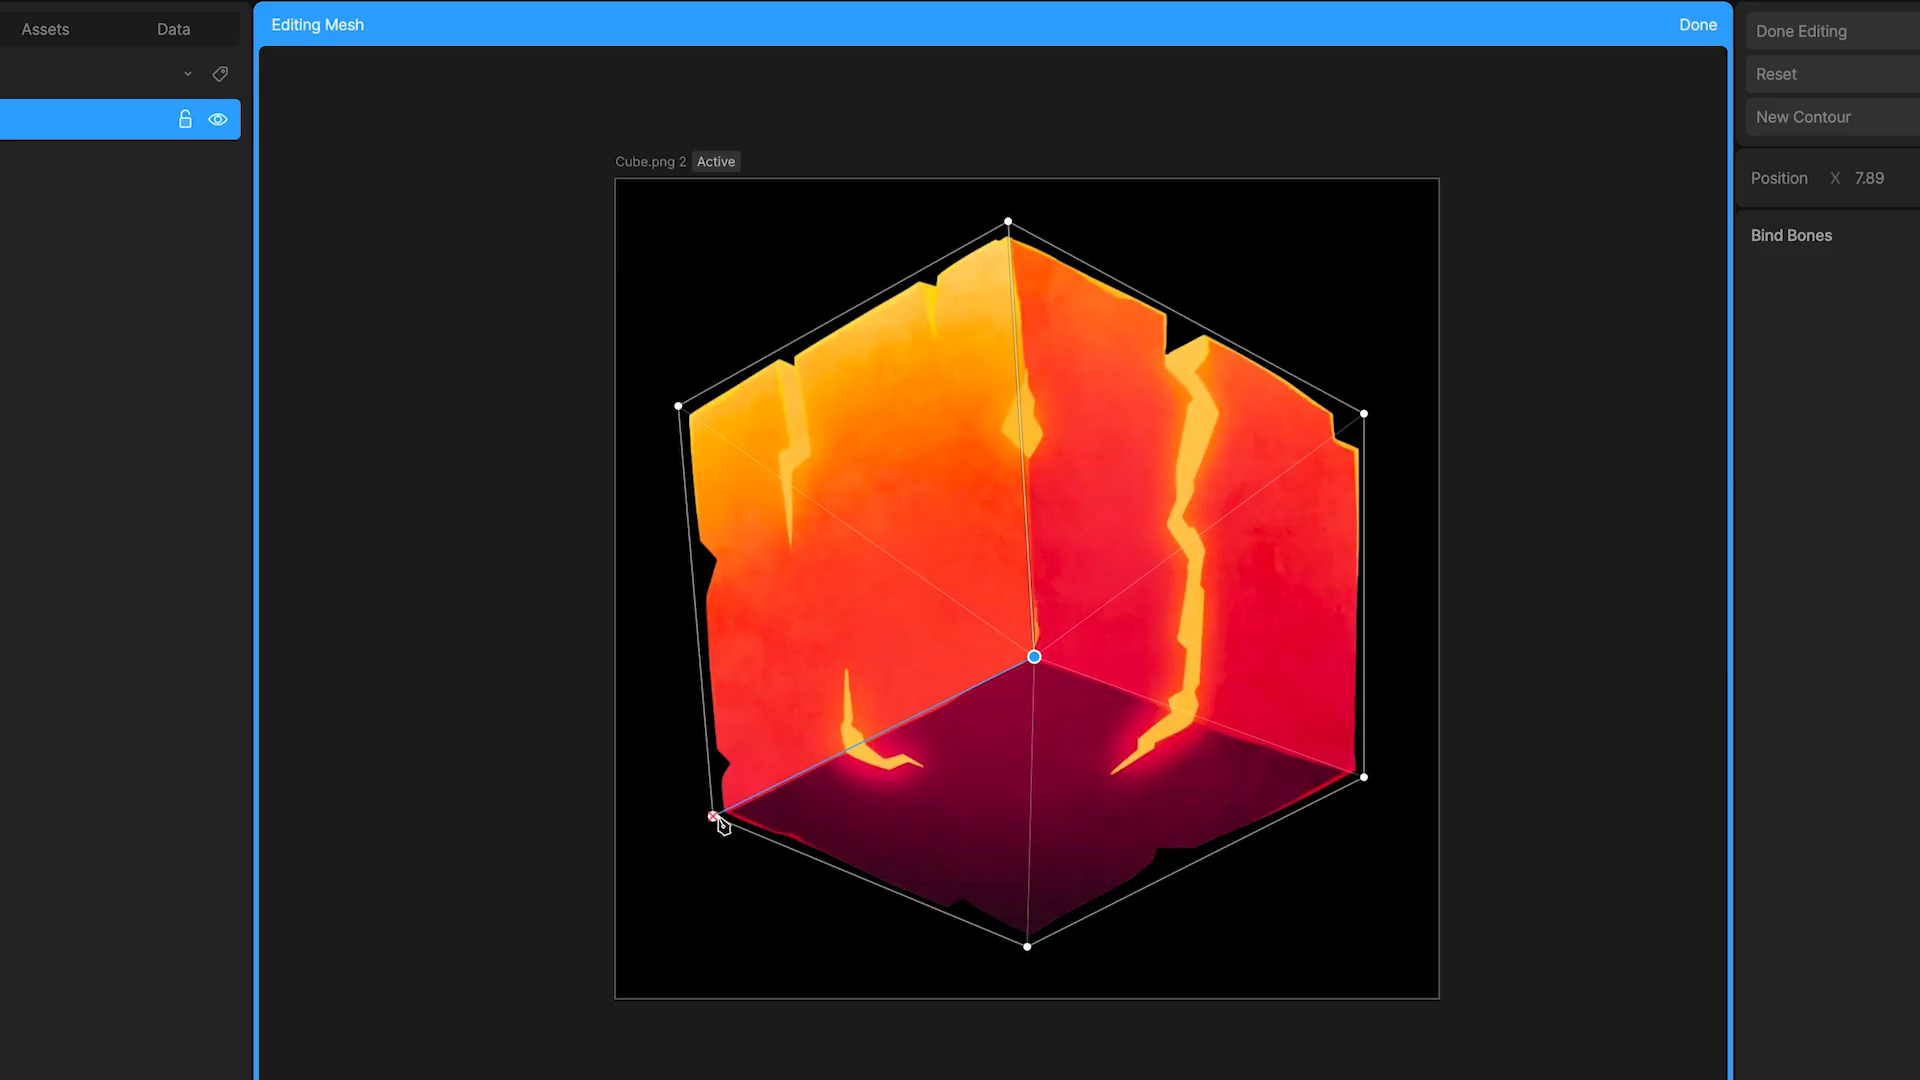 Assets Data
Editing Mesh
Done
Cube.png 2 Active
Done Editing
Reset
New Contour
Position X 7.89
Bind Bones